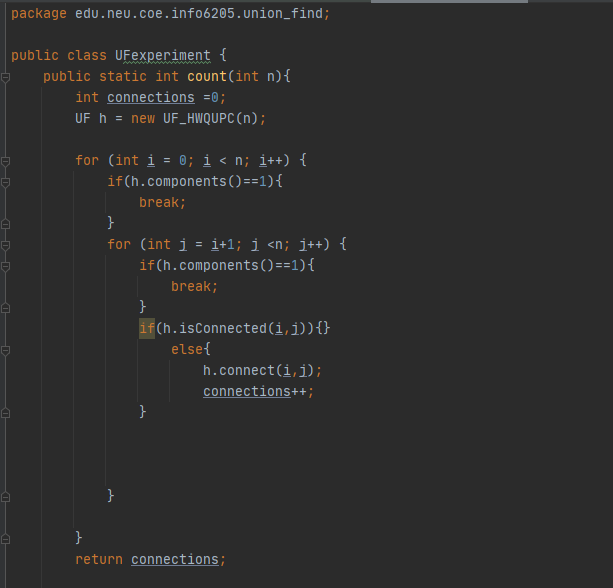 package edu.neu.coe.info6205.union_find;
public class UFexperiment {
public static int count(int n){
int connections =0;
UF h = new UF_HWQUPC(n);
for (int i = 0; i < n; i++) {
if(h.components()==1){
break;
}
for (int j = i+1; j <n; j++) {
if(h.components()==1){
break;
}
if(h.isConnected(i,j)){}
else{
h.connect(i,j);
connections++;
}
}
}
return connections;